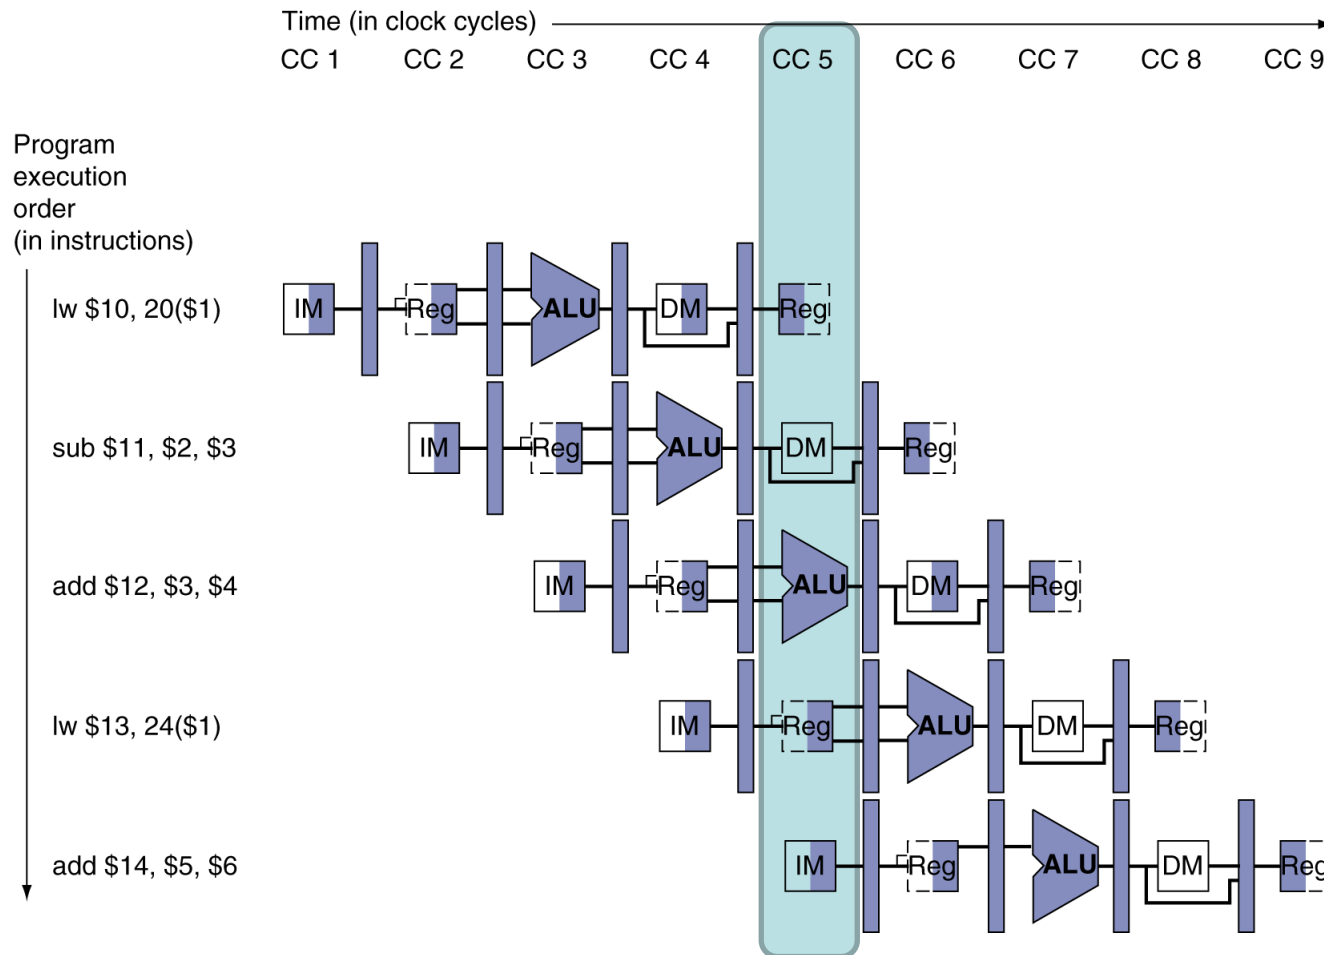 Time (in clock cycles)
CC 1 CC 2 CC 3 CC 4 CC 5 CC 6 CC 7 CC 8 CC 9
Program
execution
order
(in instructions)
lw $10, 20($1) IM Reg ALU DM Reg
sub $11, $2, $3 IM Reg ALU DM Reg
add $12, $3, $4 IM Reg ALU DM Reg
lw $13, 24($1) IM Reg ALU DM Reg
add $14, $5, $6 IM Reg ALU DM Reg